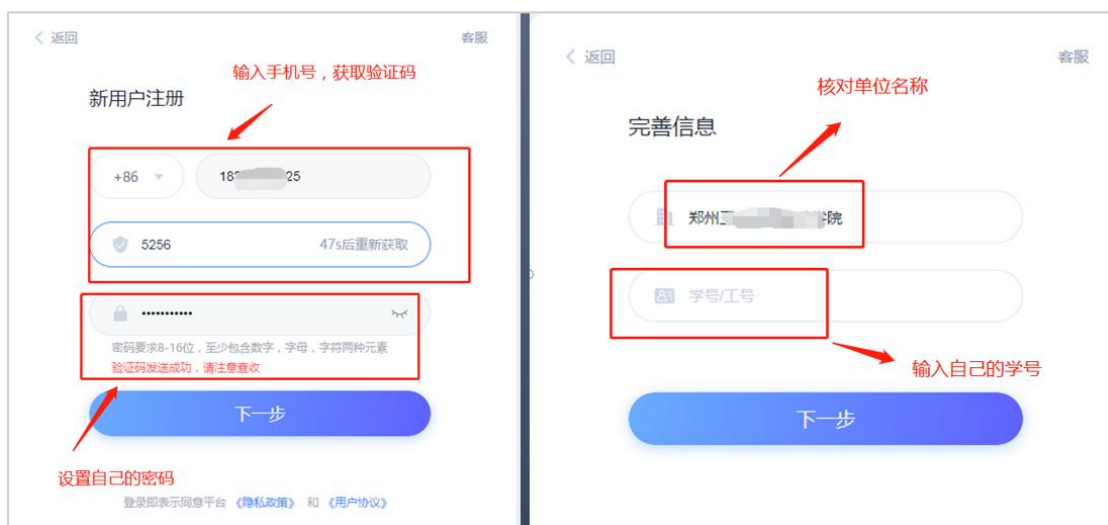 返回
客服
输入手机号，获取验证码
新用户注册
+86
18 25
5256
47s后重新获取
•••••••••••
密码要求8-16位，至少包含数字，字母，字符两种元素
验证码发送成功，请注意查收
下一步
设置自己的密码
登录即表示同意平台 《隐私政策》 和 《用户协议》
返回
客服
核对单位名称
完善信息
郑州 学院
学号/工号
输入自己的学号
下一步